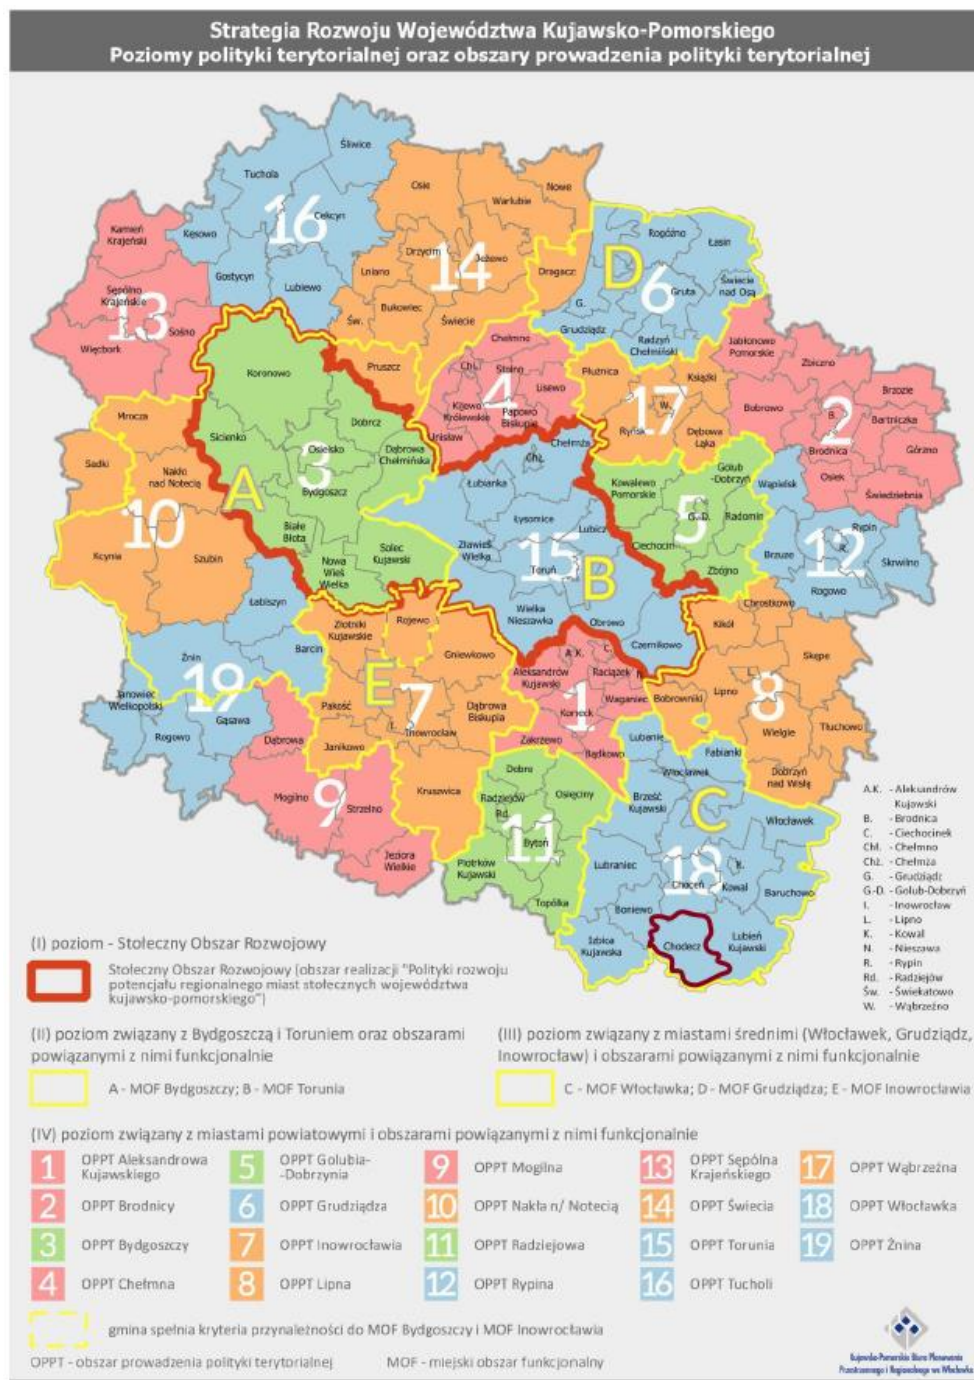 Strategia Rozwoju Województwa Kujawsko-Pomorskiego
Poziomy polityki terytorialnej oraz obszary prowadzenia polityki terytorialnej
Śliwice
Tuchola
16
Cekcyn
Kęsowo
Gostycyn
Lubiewo
Osie
Nowe
Warlubie
Drzycim
14
Jeżewo
Lniano
Bukowiec
Św.
Świecie
Dragacz
Pruszcz
Kamień
Krajeński
Sępólno
Krajeńskie
13
Sośno
Więcbork
D
Rogóźno
Łasin
6
Gruta
Świecie
nad Osą
G.
Grudziądz
Radzyń
Chełmiński
Chełmno
Chł.
Stolno
4
Lisewo
Kijewo
Królewskie
Papowo
Biskupie
Unisław
Płużnica
Książki
17
W.
Ryńsk
Dębowa
Łąka
Jabłonowo
Pomorskie
Zbiczno
Brzozie
Bobrowo
B.
2
Bartniczka
Brodnica
Górzno
Osiek
Świedziebnia
Koronowo
Dobrcz
Sicienko
Osielsko
3
Dąbrowa
Chełmińska
A
Bydgoszcz
Białe
Błota
Nowa
Wieś
Wielka
Solec
Kujawski
Mrocza
Sadki
Nakło
nad Notecią
10
Kcynia
Szubin
Chełmża
Chż.
Łubianka
Łysomice
Lubicz
Zławieś
Wielka
15
Toruń
B
Wielka
Nieszawka
Obrowo
Czernikowo
Kowalewo
Pomorskie
Golub
-Dobrzyń
5
G.-D.
Radomin
Ciechocin
Zbójno
Wąpielsk
Rypin
12
R.
Brzuze
Skrwilno
Rogowo
Łabiszyn
Barcin
Żnin
19
Janowiec
Wielkopolski
Gąsawa
Rogowo
Złotniki
Kujawskie
Rojewo
Gniewkowo
E
7
Pakość
I.
Inowrocław
Dąbrowa
Biskupia
Janikowo
Kruszwica
A.K.
C.
Aleksandrów
Kujawski
Raciążek
N.
1
Waganiec
Koneck
Zakrzewo
Bądkowo
Chrostkowo
Kikół
Skępe
L.
Lipno
8
Bobrowniki
Wielgie
Tłuchowo
Dobrzyń
nad Wisłą
Dąbrowa
Mogilno
9
Strzelno
Jeziora
Wielkie
Dobre
Osięciny
Radziejów
Rd.
11
Bytoń
Piotrków
Kujawski
Topólka
Lubanie
Fabianki
Włocławek
Brześć
Kujawski
C
Włocławek
Lubraniec
18
K.
Choceń
Kowal
Baruchowo
Boniewo
Izbica
Kujawska
Chodecz
Lubień
Kujawski
A.K. - Aleksandrów
Kujawski
B. - Brodnica
C. - Ciechocinek
Chł. - Chełmno
Chż. - Chełmża
G. - Grudziądz
G-D. - Golub-Dobrzyń
I. - Inowrocław
L. - Lipno
K. - Kowal
N. - Nieszawa
R. - Rypin
Rd. - Radziejów
Św. - Świekatowo
W. - Wąbrzeźno
(I) poziom - Stołeczny Obszar Rozwojowy
Stołeczny Obszar Rozwojowy (obszar realizacji "Polityki rozwoju
potencjału regionalnego miast stołecznych województwa
kujawsko-pomorskiego")
(II) poziom związany z Bydgoszczą i Toruniem oraz obszarami
powiązanymi z nimi funkcjonalnie
A - MOF Bydgoszczy; B - MOF Torunia
(III) poziom związany z miastami średnimi (Włocławek, Grudziądz,
Inowrocław) i obszarami powiązanymi z nimi funkcjonalnie
C - MOF Włocławka; D - MOF Grudziądza; E - MOF Inowrocławia
(IV) poziom związany z miastami powiatowymi i obszarami powiązanymi z nimi funkcjonalnie
1 OPPT Aleksandrowa
Kujawskiego
2 OPPT Brodnicy
3 OPPT Bydgoszczy
4 OPPT Chełmna
5 OPPT Golubia-
-Dobrzynia
6 OPPT Grudziądza
7 OPPT Inowrocławia
8 OPPT Lipna
9 OPPT Mogilna
10 OPPT Nakła n/ Notecią
11 OPPT Radziejowa
12 OPPT Rypina
13 OPPT Sępólna
Krajeńskiego
14 OPPT Świecia
15 OPPT Torunia
16 OPPT Tucholi
17 OPPT Wąbrzeźna
18 OPPT Włocławka
19 OPPT Żnina
gmina spełnia kryteria przynależności do MOF Bydgoszczy i MOF Inowrocławia
OPPT - obszar prowadzenia polityki terytorialnej MOF - miejski obszar funkcjonalny
Kujawsko-Pomorskie Biuro Planowania
Przestrzennego i Regionalnego we Włocławku